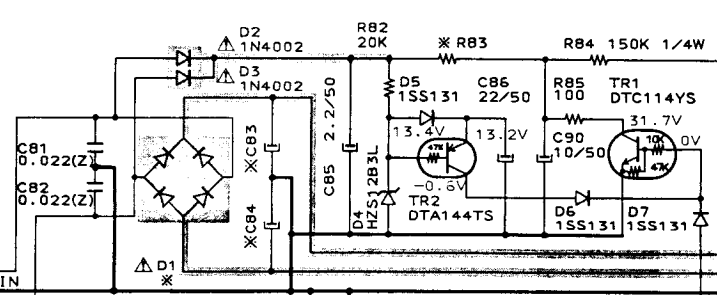 D2
1N4002
D3
1N4002
R82
20K
※ R83
R84 150K 1/4W
D5
1SS131
C86
22/50
R85
100
TR1
DTC114YS
31.7V
0V
10K
47K
13.4V
13.2V
C90
10/50
C81
0.022(Z)
C82
0.022(Z)
※C83
※C84
C85
2.2/50
47K
-0.6V
TR2
DTA144TS
D4
HZS12B3L
D6
1SS131
D7
1SS131
D1
※
IN